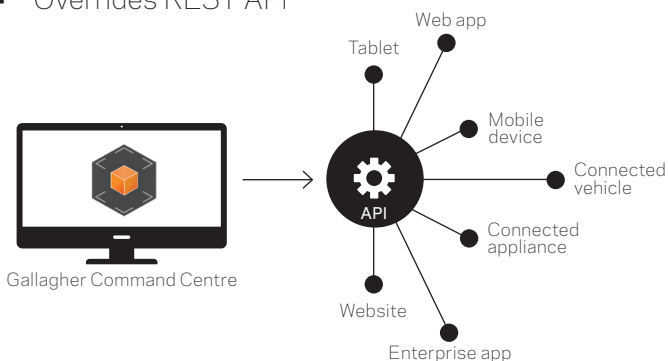 Overrides REST API
Web app
Tablet
Mobile
device
Connected
vehicle
API
Connected
appliance
Gallagher Command Centre
Website
Enterprise app